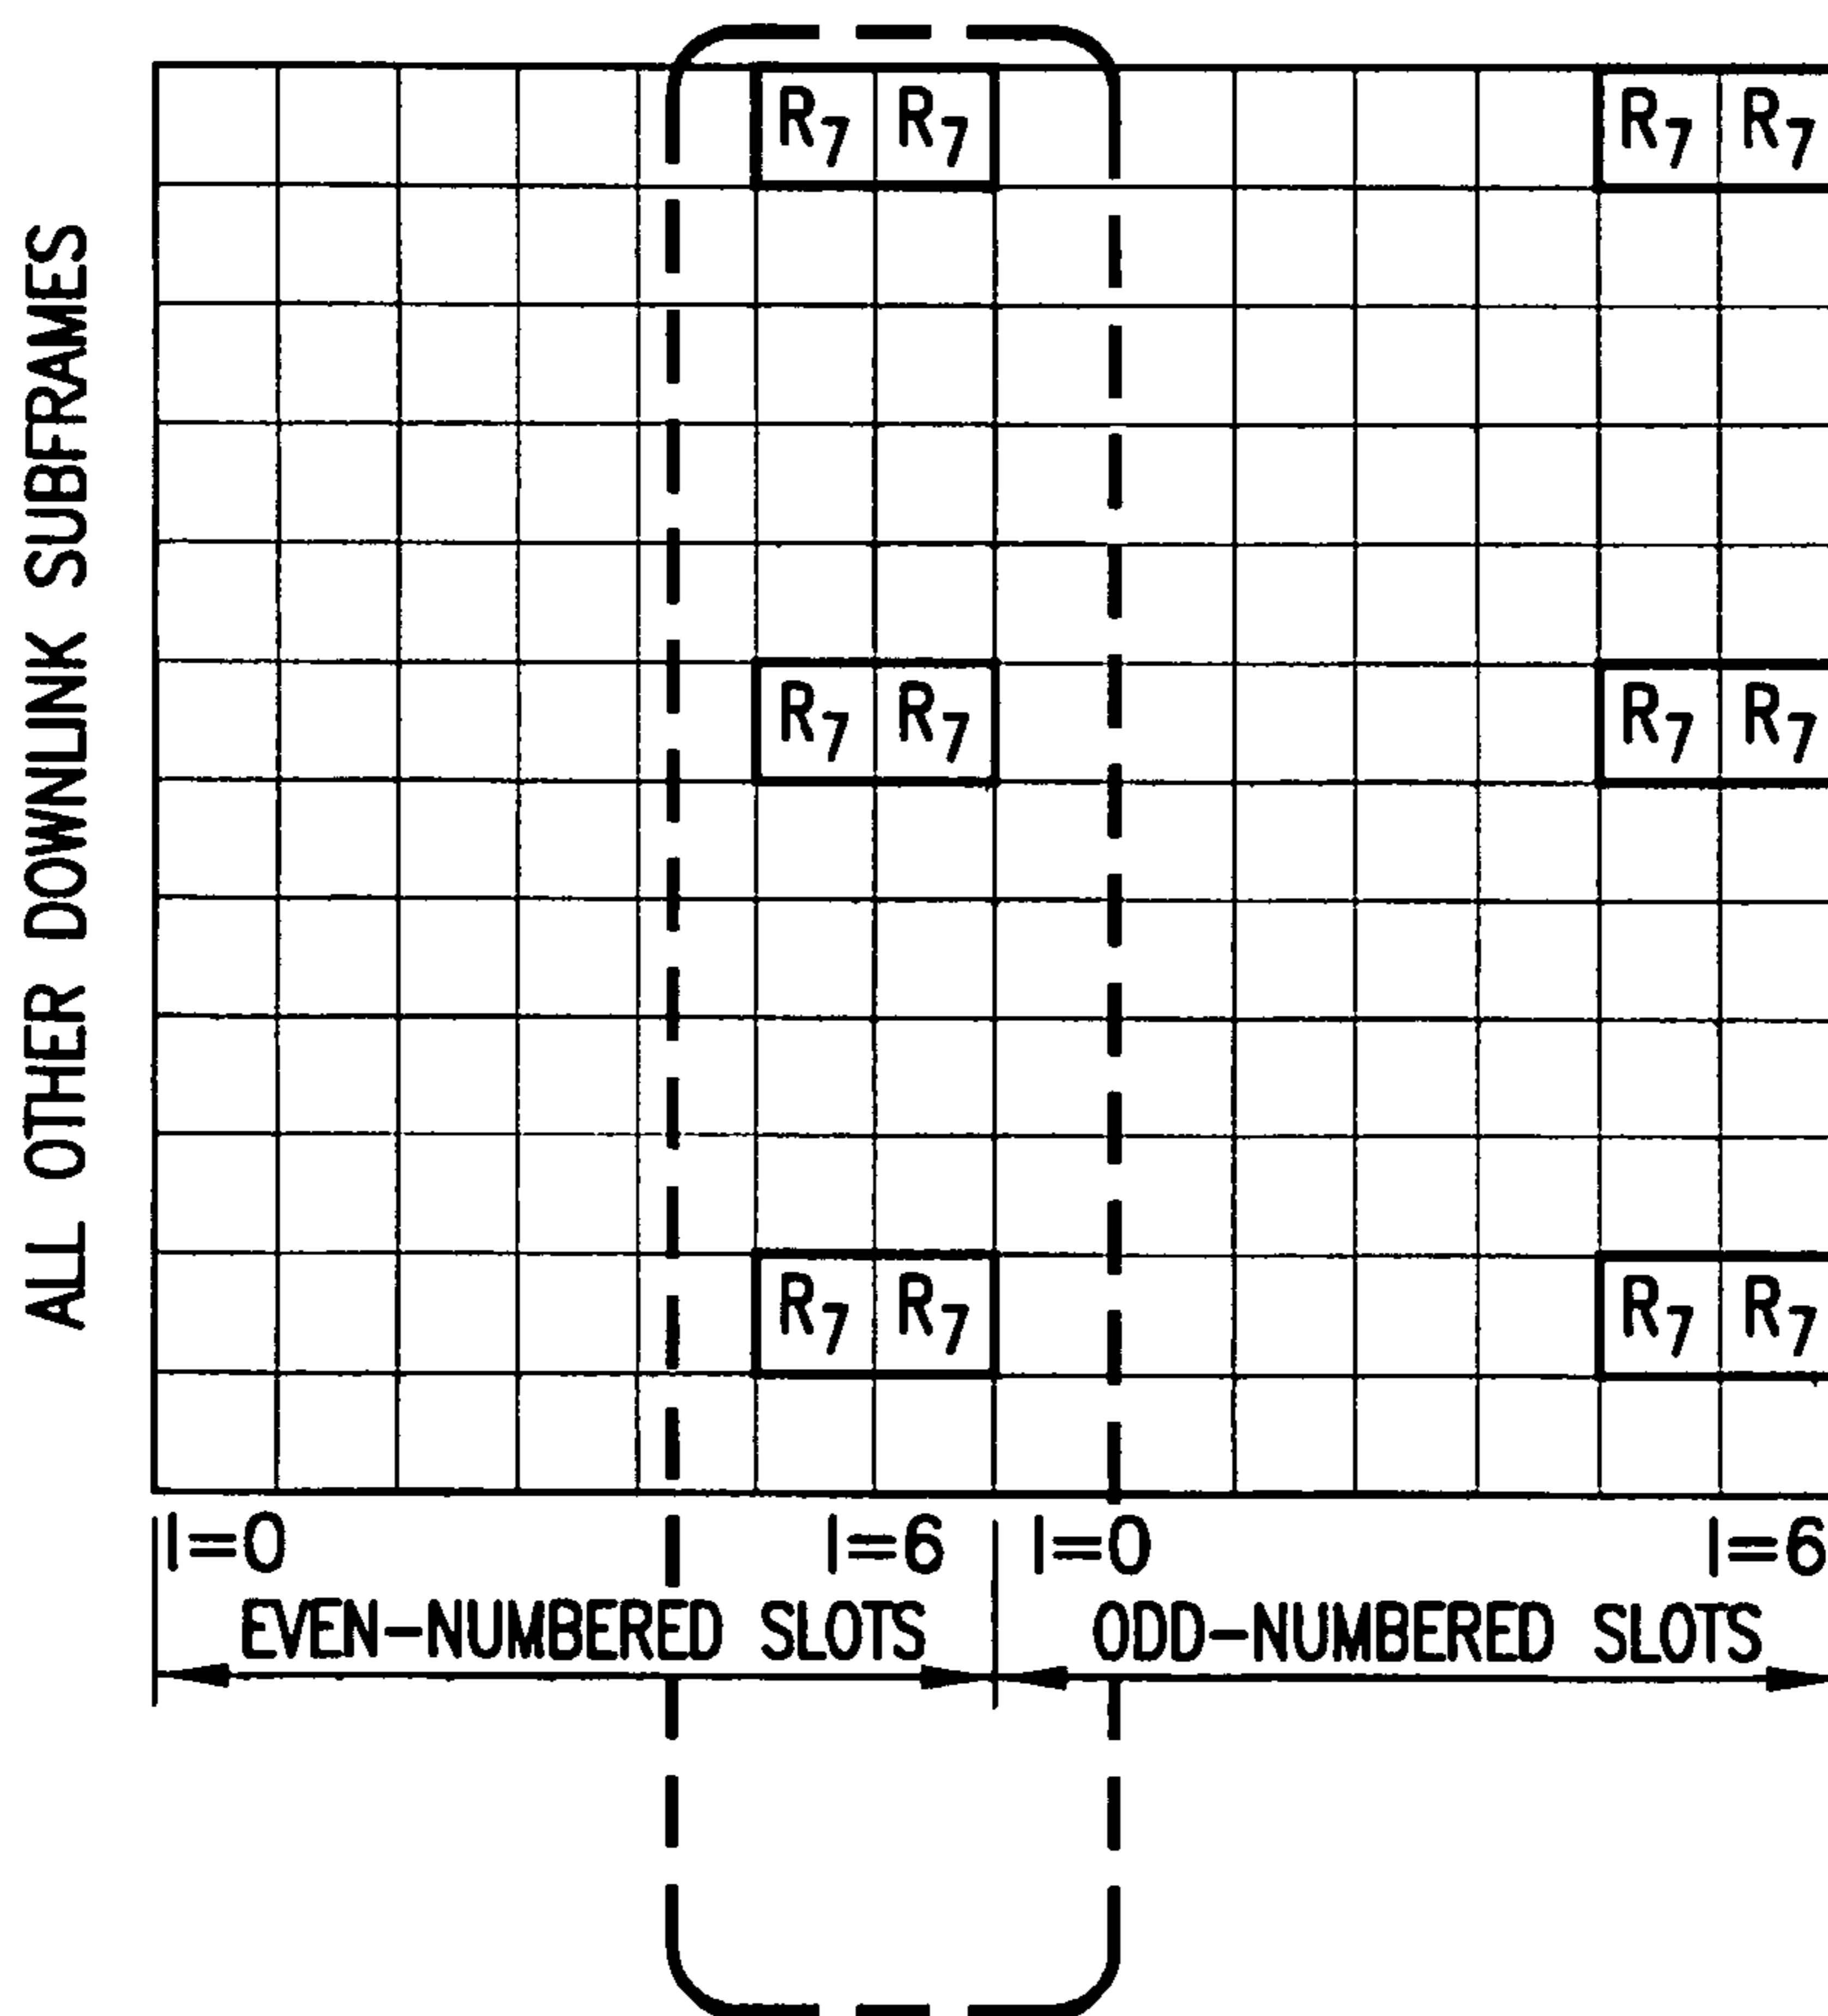 ALL OTHER DOWNLINK SUBFRAMES
R7 R7 R7 R7
R7 R7 R7 R7
R7 R7 R7 R7
l=0 l=6 l=0 l=6
EVEN-NUMBERED SLOTS ODD-NUMBERED SLOTS